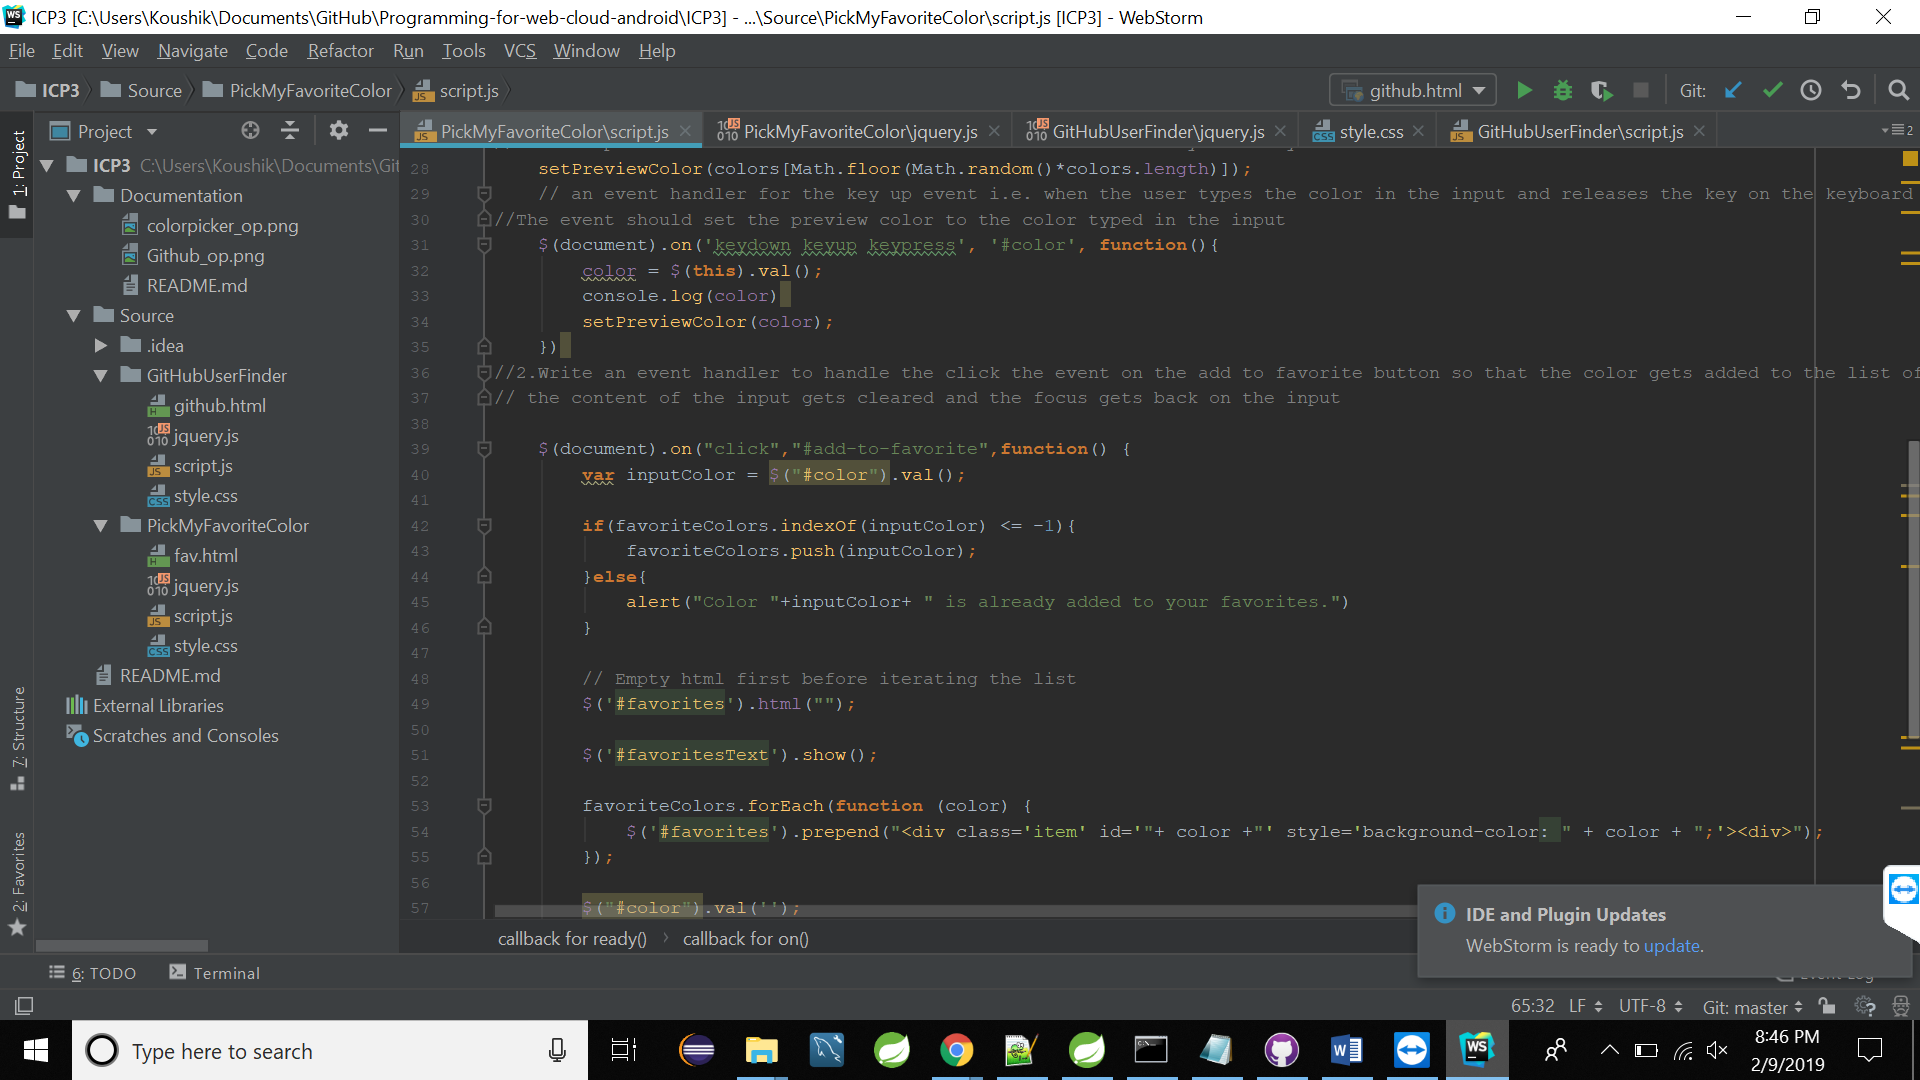 ICP3 [C:\Users\Koushik\Documents\GitHub\Programming-for-web-cloud-android\ICP3] - ...\Source\PickMyFavoriteColor\script.js [ICP3] - WebStorm
File Edit View Navigate Code Refactor Run Tools VCS Window Help
ICP3 Source PickMyFavoriteColor script.js github.html Git:
1: Project
Project
PickMyFavoriteColor\script.js PickMyFavoriteColor\jquery.js GitHubUserFinder\jquery.js style.css GitHubUserFinder\script.js 2
ICP3 C:\Users\Koushik\Documents\Git
Documentation
colorpicker_op.png
Github_op.png
README.md
Source
.idea
GitHubUserFinder
github.html
jquery.js
script.js
style.css
PickMyFavoriteColor
fav.html
jquery.js
script.js
style.css
README.md
External Libraries
Scratches and Consoles
7: Structure
2: Favorites
28 setPreviewColor(colors[Math.floor(Math.random()*colors.length)]);
29 // an event handler for the key up event i.e. when the user types the color in the input and releases the key on the keyboard
30 //The event should set the preview color to the color typed in the input
31 $(document).on('keydown keyup keypress', '#color', function(){
32 color = $(this).val();
33 console.log(color)
34 setPreviewColor(color);
35 })
36 //2.Write an event handler to handle the click the event on the add to favorite button so that the color gets added to the list of
37 // the content of the input gets cleared and the focus gets back on the input
38
39 $(document).on("click","#add-to-favorite",function() {
40 var inputColor = $("#color").val();
41
42 if(favoriteColors.indexOf(inputColor) <= -1){
43 favoriteColors.push(inputColor);
44 }else{
45 alert("Color "+inputColor+ " is already added to your favorites.")
46 }
47
48 // Empty html first before iterating the list
49 $('#favorites').html("");
50
51 $('#favoritesText').show();
52
53 favoriteColors.forEach(function (color) {
54 $('#favorites').prepend("<div class='item' id='"+ color +"' style='background-color: " + color + ";'><div>");
55 });
56
57 $("#color").val('');
callback for ready() callback for on()
IDE and Plugin Updates
WebStorm is ready to update.
6: TODO Terminal Event Log
65:32 LF UTF-8 Git: master
Type here to search
8:46 PM
2/9/2019